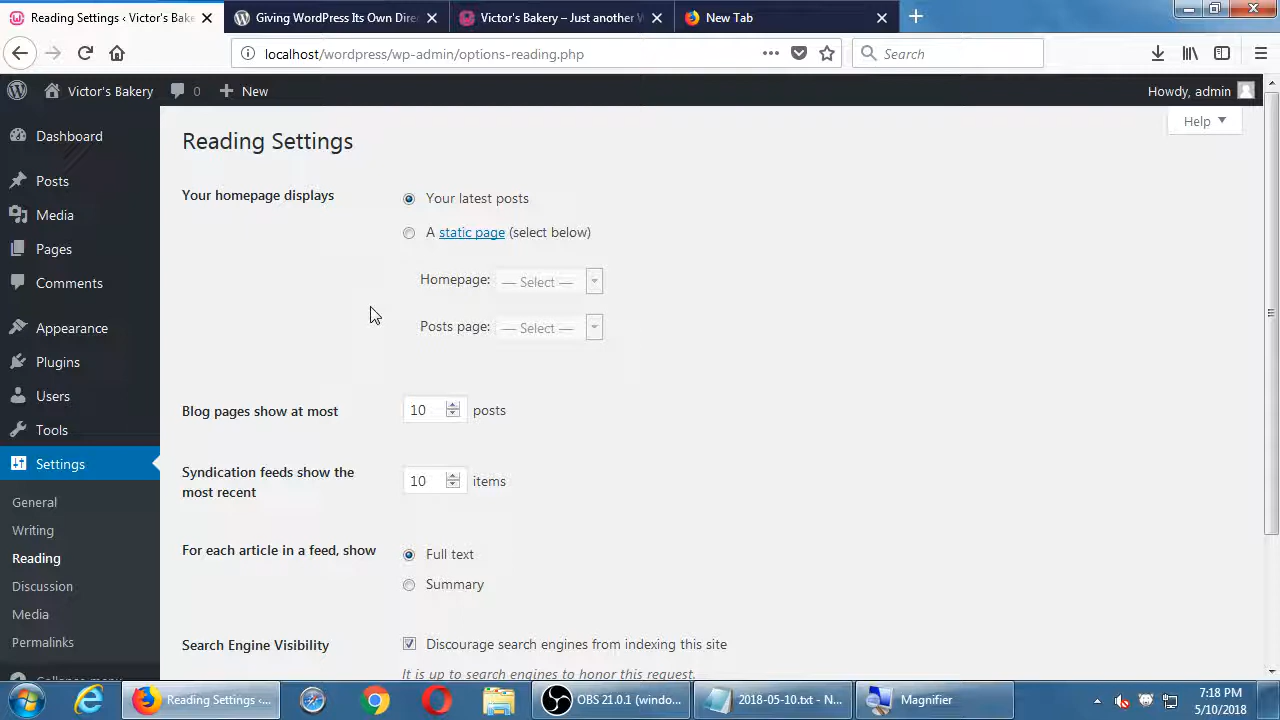 Reading Settings ‹ Victor's Bake
Giving WordPress Its Own Dire
Victor's Bakery – Just another W
New Tab
localhost/wordpress/wp-admin/options-reading.php
Search
Victor's Bakery
0
New
Howdy, admin
Help
Dashboard
Posts
Media
Pages
Comments
Appearance
Plugins
Users
Tools
Settings
General
Writing
Reading
Discussion
Media
Permalinks
Collapse menu
Reading Settings
Your homepage displays
Your latest posts
A static page (select below)
Homepage: — Select —
Posts page: — Select —
Blog pages show at most
10 posts
Syndication feeds show the
most recent
10 items
For each article in a feed, show
Full text
Summary
Search Engine Visibility
Discourage search engines from indexing this site
It is up to search engines to honor this request.
Reading Settings ‹...
OBS 21.0.1 (windo...
2018-05-10.txt - N...
Magnifier
7:18 PM
5/10/2018